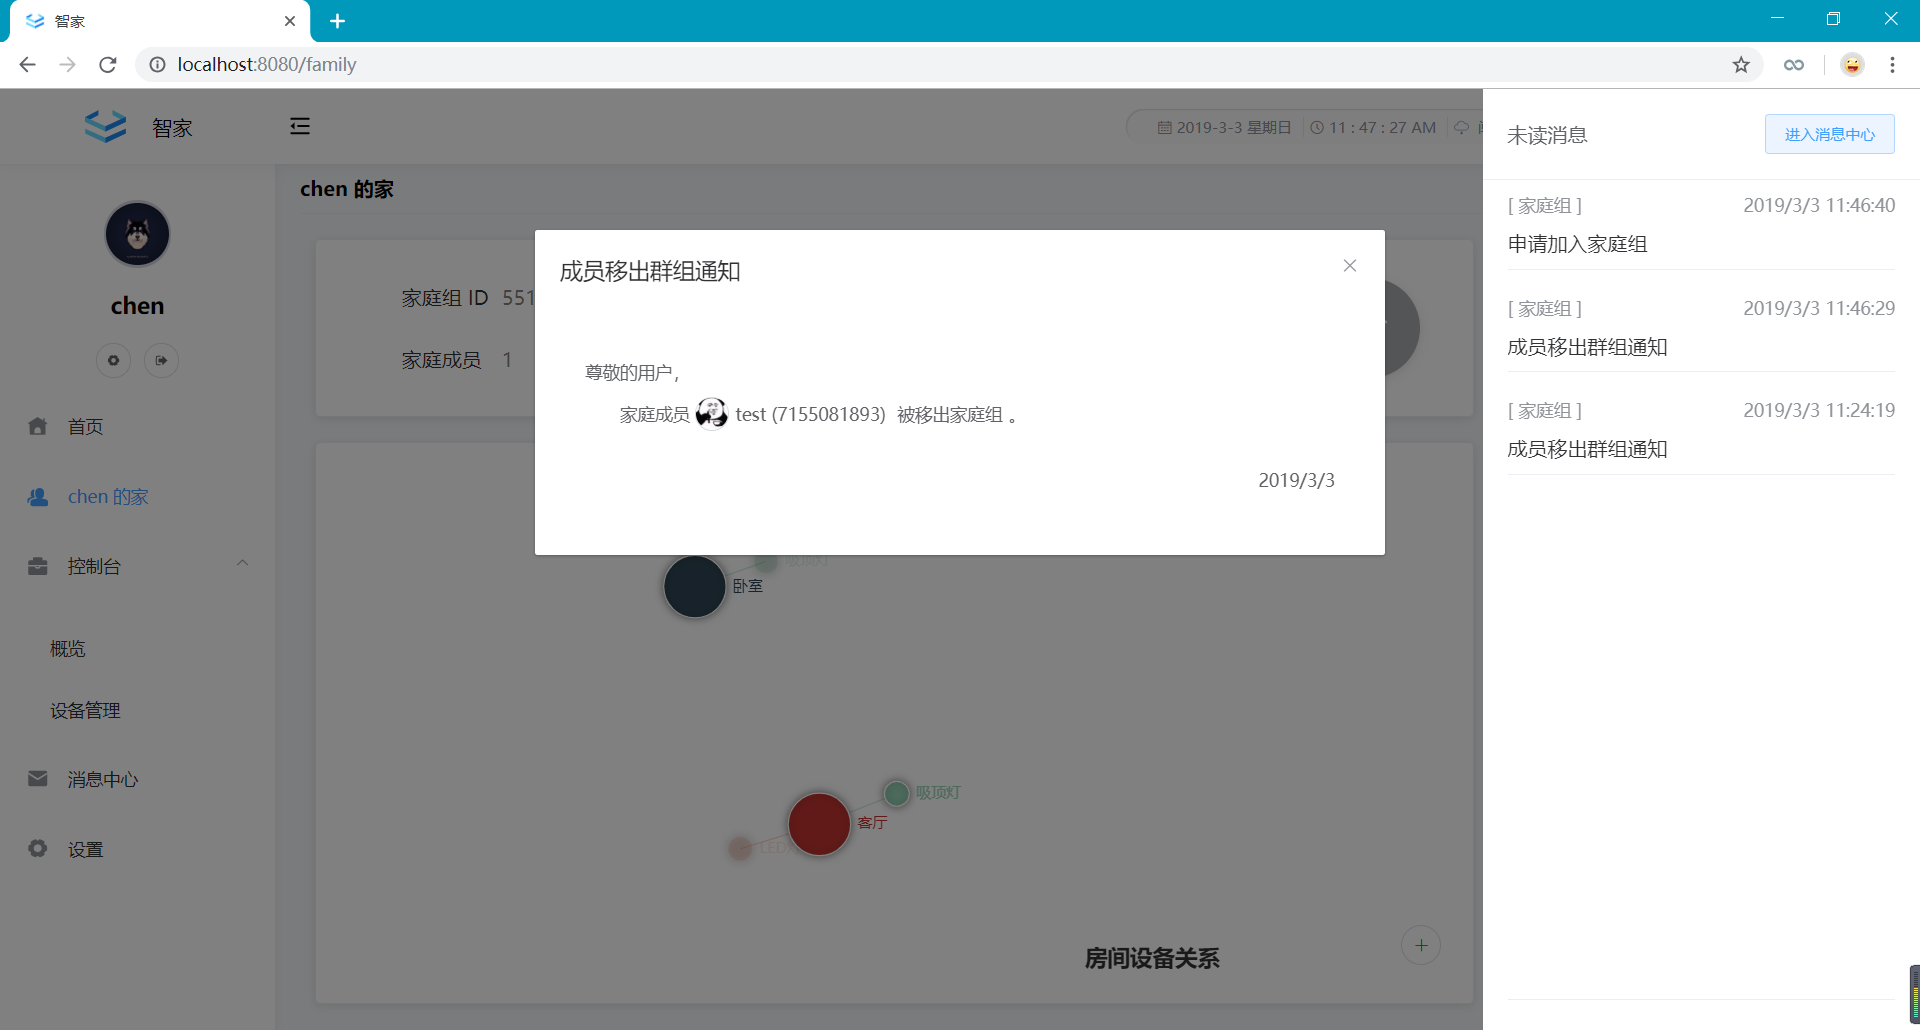 智家
localhost:8080/family
智家
2019-3-3 星期日
11 : 47 : 27 AM
chen
首页
chen 的家
控制台
概览
设备管理
消息中心
设置
chen 的家
家庭组 ID 551
家庭成员 1
成员移出群组通知
尊敬的用户，
家庭成员 test (7155081893) 被移出家庭组 。
2019/3/3
吸顶灯
卧室
吸顶灯
客厅
LED
房间设备关系
未读消息
进入消息中心
[ 家庭组 ] 2019/3/3 11:46:40
申请加入家庭组
[ 家庭组 ] 2019/3/3 11:46:29
成员移出群组通知
[ 家庭组 ] 2019/3/3 11:24:19
成员移出群组通知